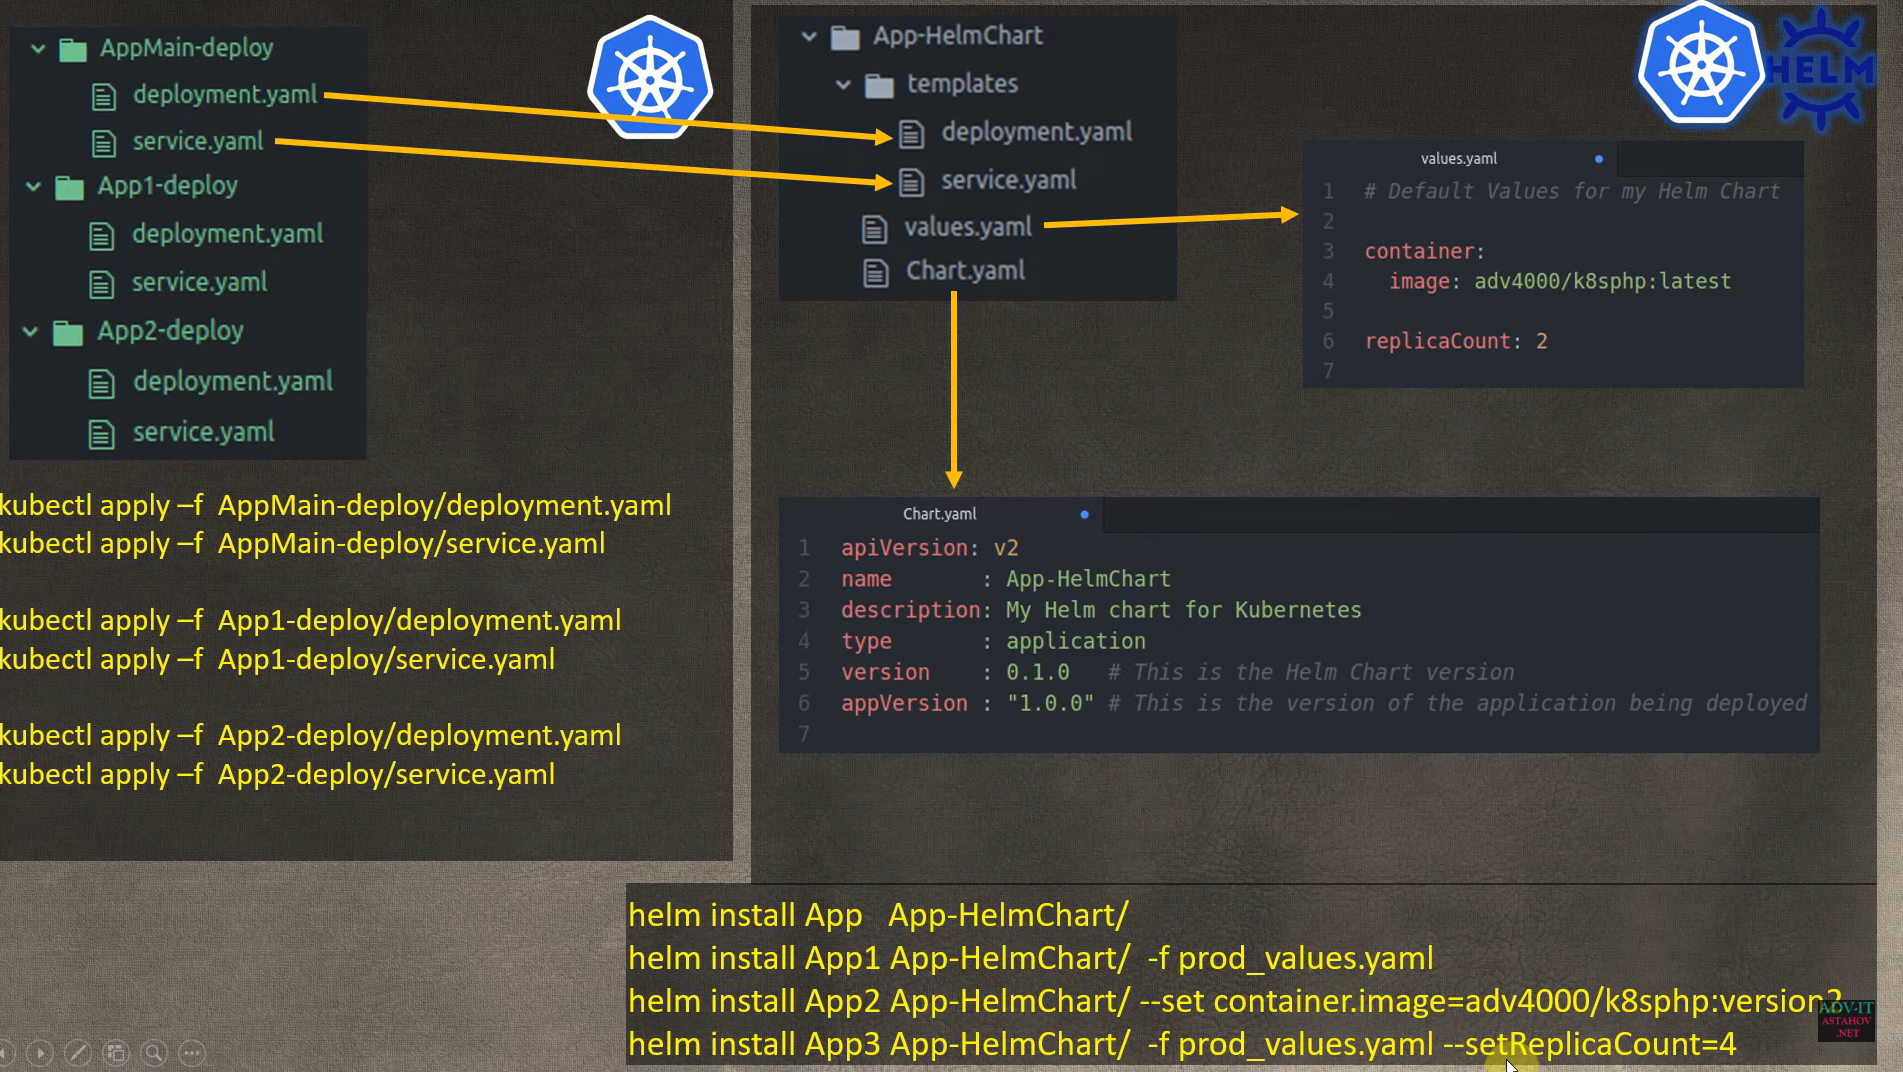 AppMain-deploy
deployment.yaml
service.yaml
App1-deploy
deployment.yaml
service.yaml
App2-deploy
deployment.yaml
service.yaml
kubectl apply –f  AppMain-deploy/deployment.yaml
kubectl apply –f  AppMain-deploy/service.yaml
kubectl apply –f  App1-deploy/deployment.yaml
kubectl apply –f  App1-deploy/service.yaml
kubectl apply –f  App2-deploy/deployment.yaml
kubectl apply –f  App2-deploy/service.yaml
App-HelmChart
templates
deployment.yaml
service.yaml
values.yaml
Chart.yaml
HELM
values.yaml
1 # Default Values for my Helm Chart
2
3 container:
4   image: adv4000/k8sphp:latest
5
6 replicaCount: 2
7
Chart.yaml
1 apiVersion: v2
2 name       : App-HelmChart
3 description: My Helm chart for Kubernetes
4 type       : application
5 version    : 0.1.0   # This is the Helm Chart version
6 appVersion : "1.0.0" # This is the version of the application being deployed
7
helm install App   App-HelmChart/
helm install App1 App-HelmChart/  -f prod_values.yaml
helm install App2 App-HelmChart/ --set container.image=adv4000/k8sphp:version2
helm install App3 App-HelmChart/  -f prod_values.yaml --setReplicaCount=4
ADV-IT
ASTAHOV
.NET